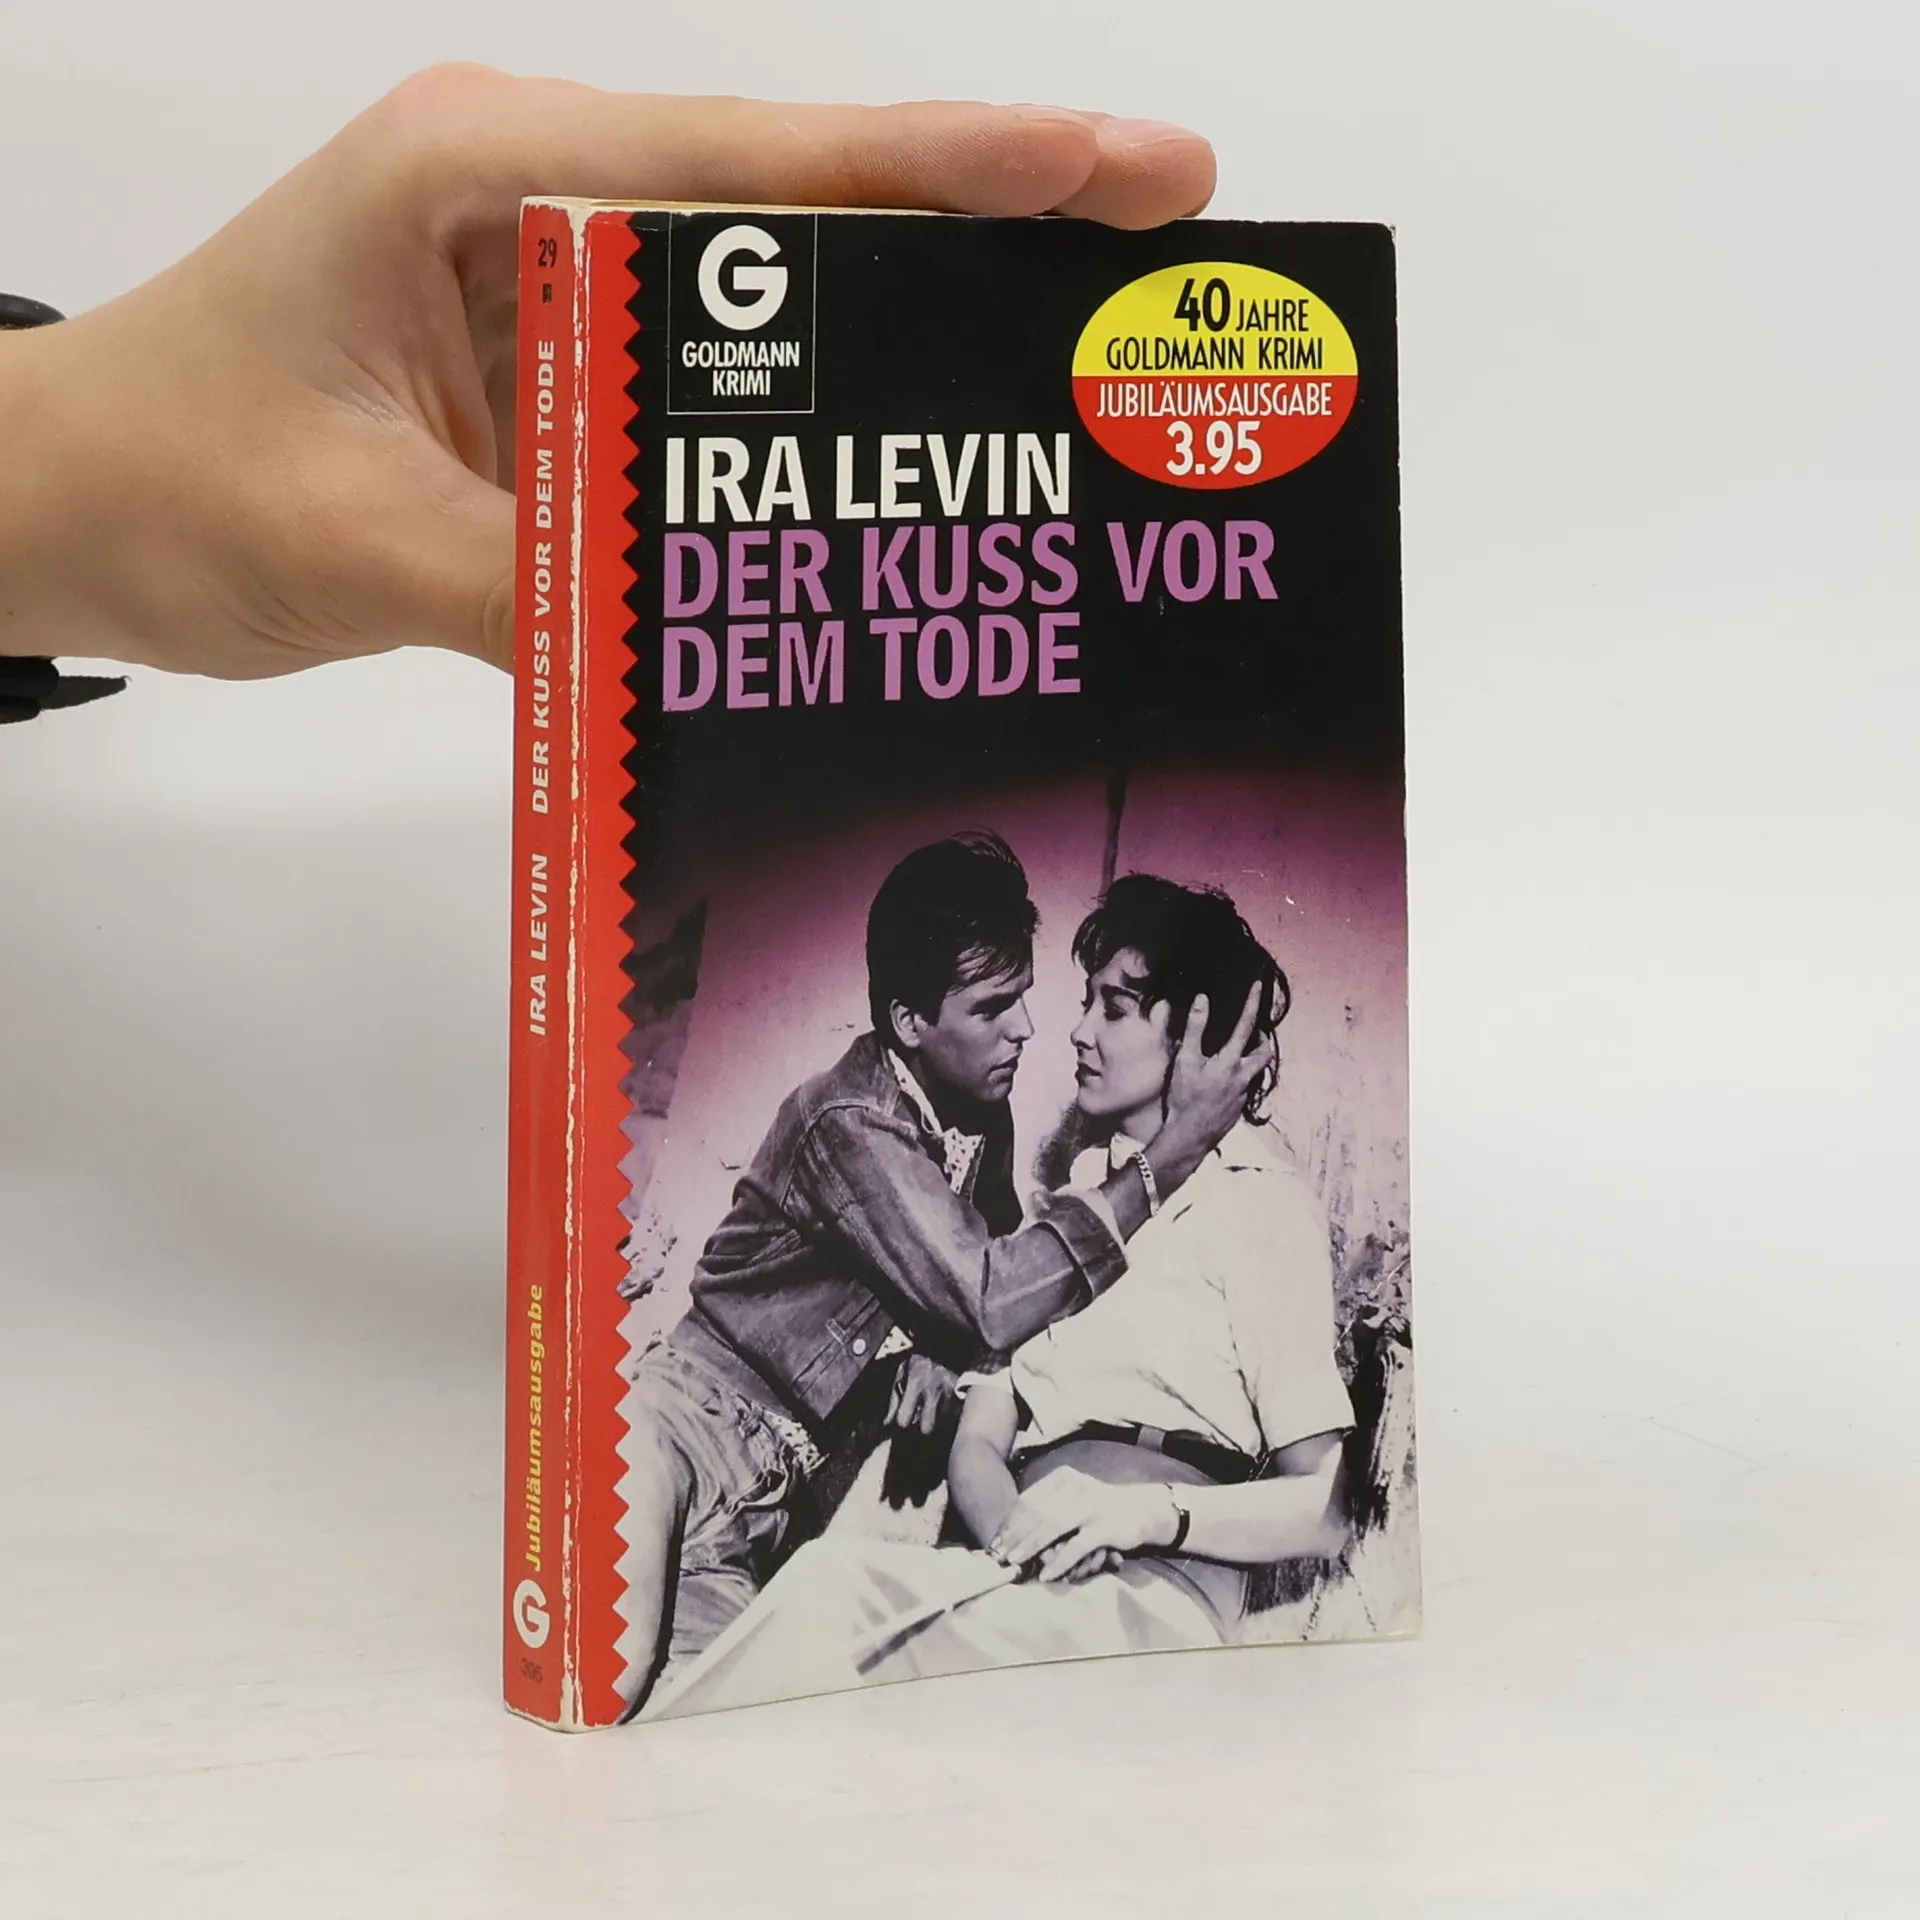 GOLDMANN
KRIMI
40 JAHRE
GOLDMANN KRIMI
JUBILÄUMSAUSGABE
3.95
IRA LEVIN
DER KUSS VOR
DEM TODE
29
IRA LEVIN DER KUSS VOR DEM TODE
Jubiläumsausgabe